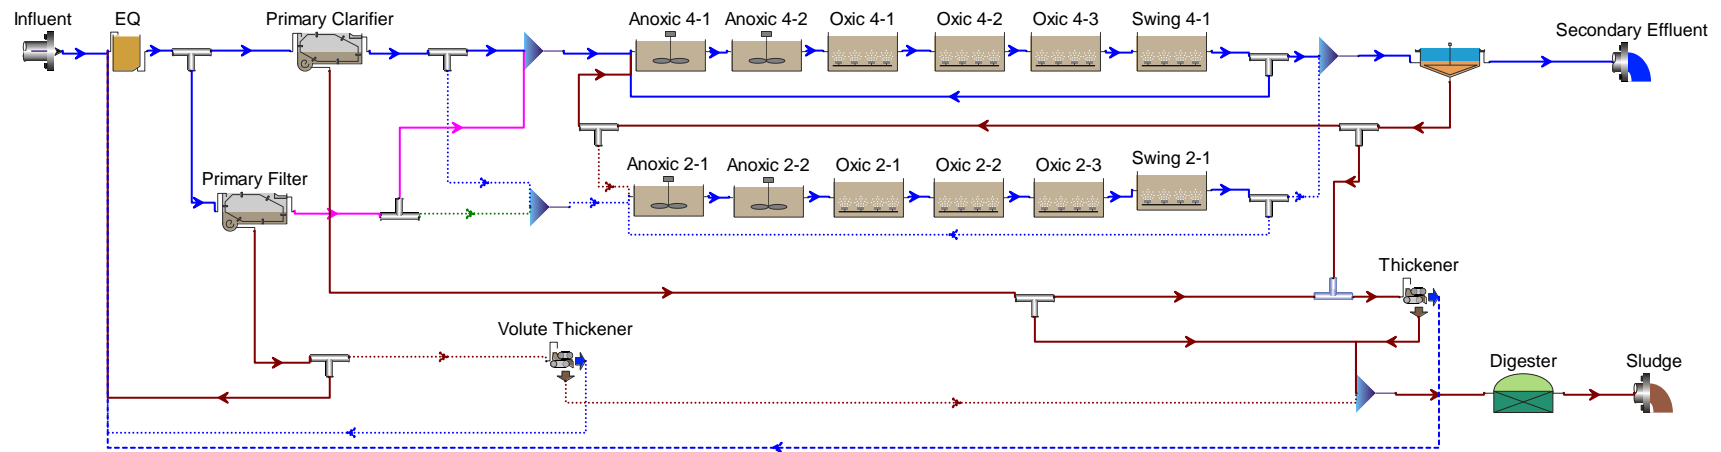 Influent
EQ
Primary Clarifier
Anoxic 4-1
Anoxic 4-2
Oxic 4-1
Oxic 4-2
Oxic 4-3
Swing 4-1
Secondary Effluent
Primary Filter
Anoxic 2-1
Anoxic 2-2
Oxic 2-1
Oxic 2-2
Oxic 2-3
Swing 2-1
Thickener
Volute Thickener
Digester
Sludge